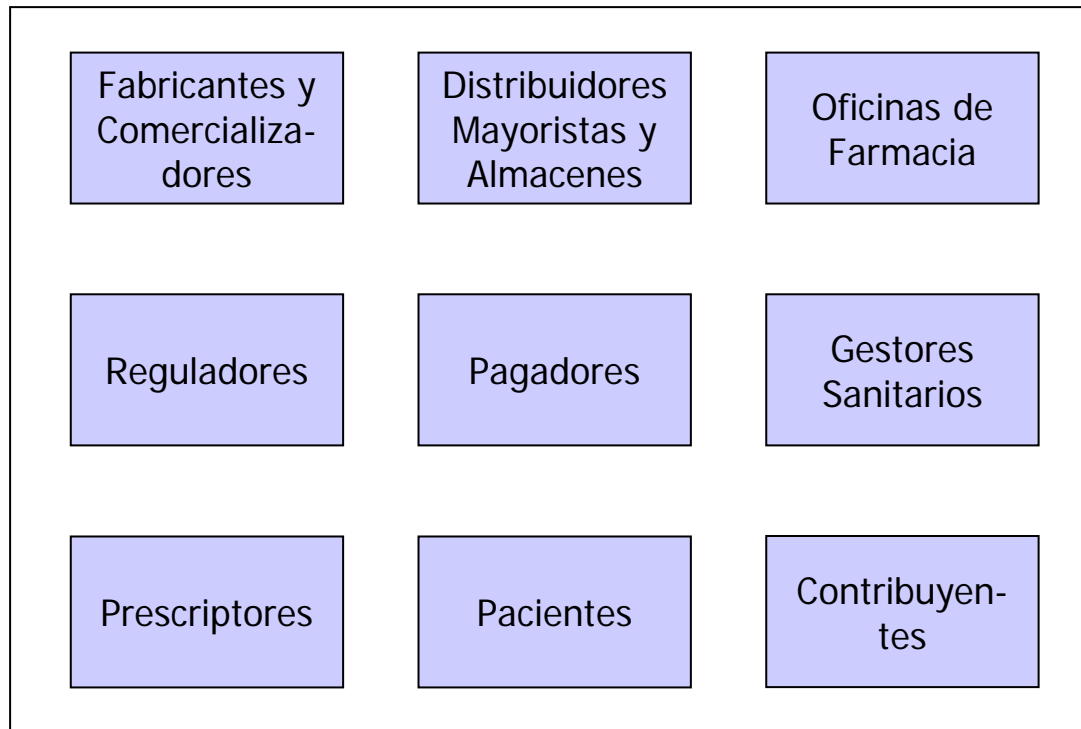 Fabricantes y
Comercializa-
dores
Distribuidores
Mayoristas y
Almacenes
Oficinas de
Farmacia
Reguladores
Pagadores
Gestores
Sanitarios
Prescriptores
Pacientes
Contribuyen-
tes